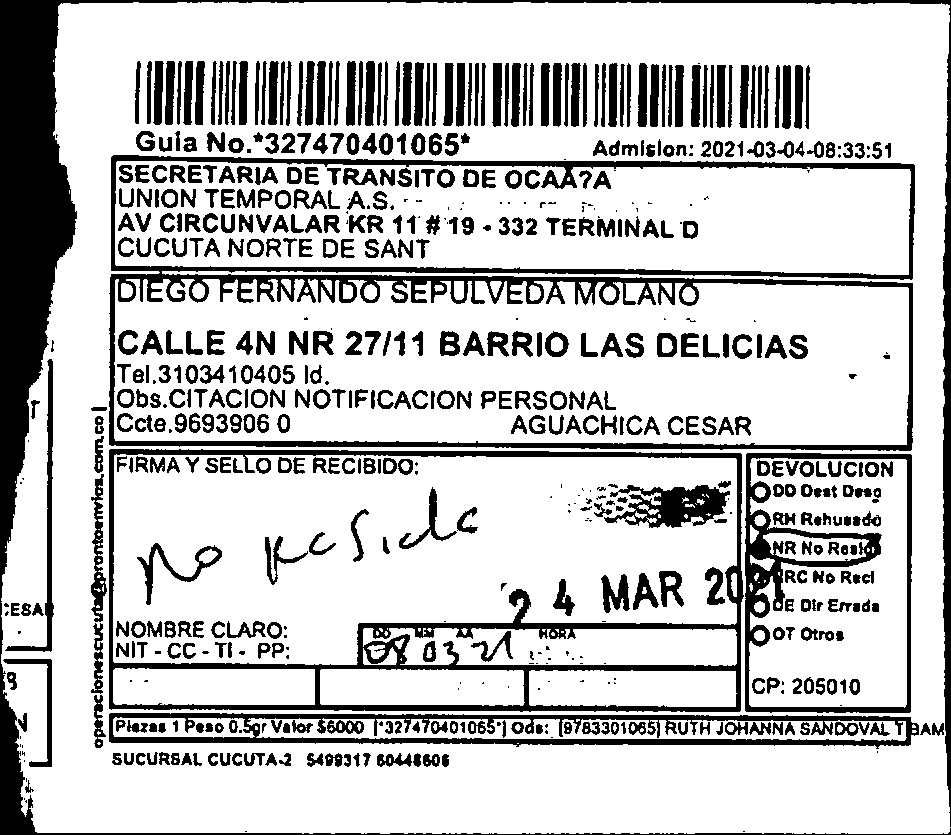 Guia No.*327470401065*
Admision: 2021-03-04-08:33:51
SECRETARIA DE TRANSITO DE OCAÃ?A
UNION TEMPORAL A.S.
AV CIRCUNVALAR KR 11 # 19 - 332 TERMINAL D
CUCUTA NORTE DE SANT
DIEGO FERNANDO SEPULVEDA MOLANO
CALLE 4N NR 27/11 BARRIO LAS DELICIAS
Tel.3103410405 Id.
Obs.CITACION NOTIFICACION PERSONAL
Ccte.9693906 0 AGUACHICA CESAR
operacionescucuta@prontoenvios.com.co |
FIRMA Y SELLO DE RECIBIDO:
No reside
24 MAR 2021
NOMBRE CLARO:
NIT - CC - TI - PP:
DD MM AA HORA
08 03 21
DEVOLUCION
DD Dest Desc
RH Rehusado
NR No Resid
RC No Recl
DE Dir Errada
OT Otros
CP: 205010
Piezas 1 Peso 0.5gr Valor $6000 [*327470401065*] Ods: [9783301065] RUTH JOHANNA SANDOVAL T BAM
SUCURSAL CUCUTA-2 5499317 60448606
CESAR